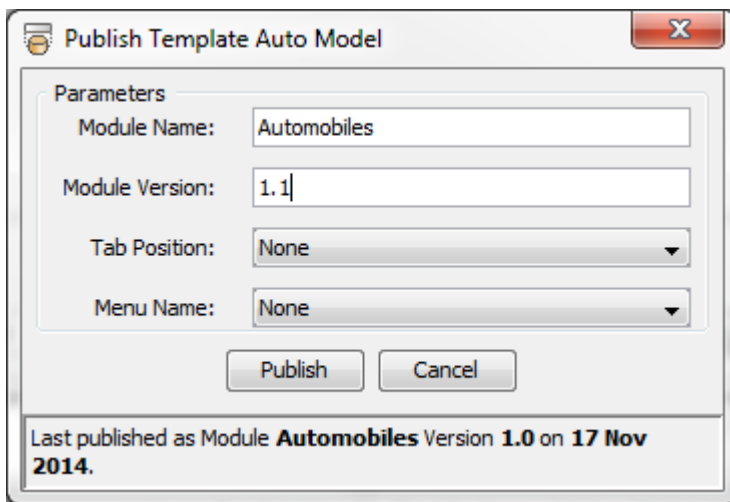 Publish Template Auto Model
Parameters
Module Name: Automobiles
Module Version: 1.1
Tab Position: None
Menu Name: None
Publish Cancel
Last published as Module Automobiles Version 1.0 on 17 Nov
2014.